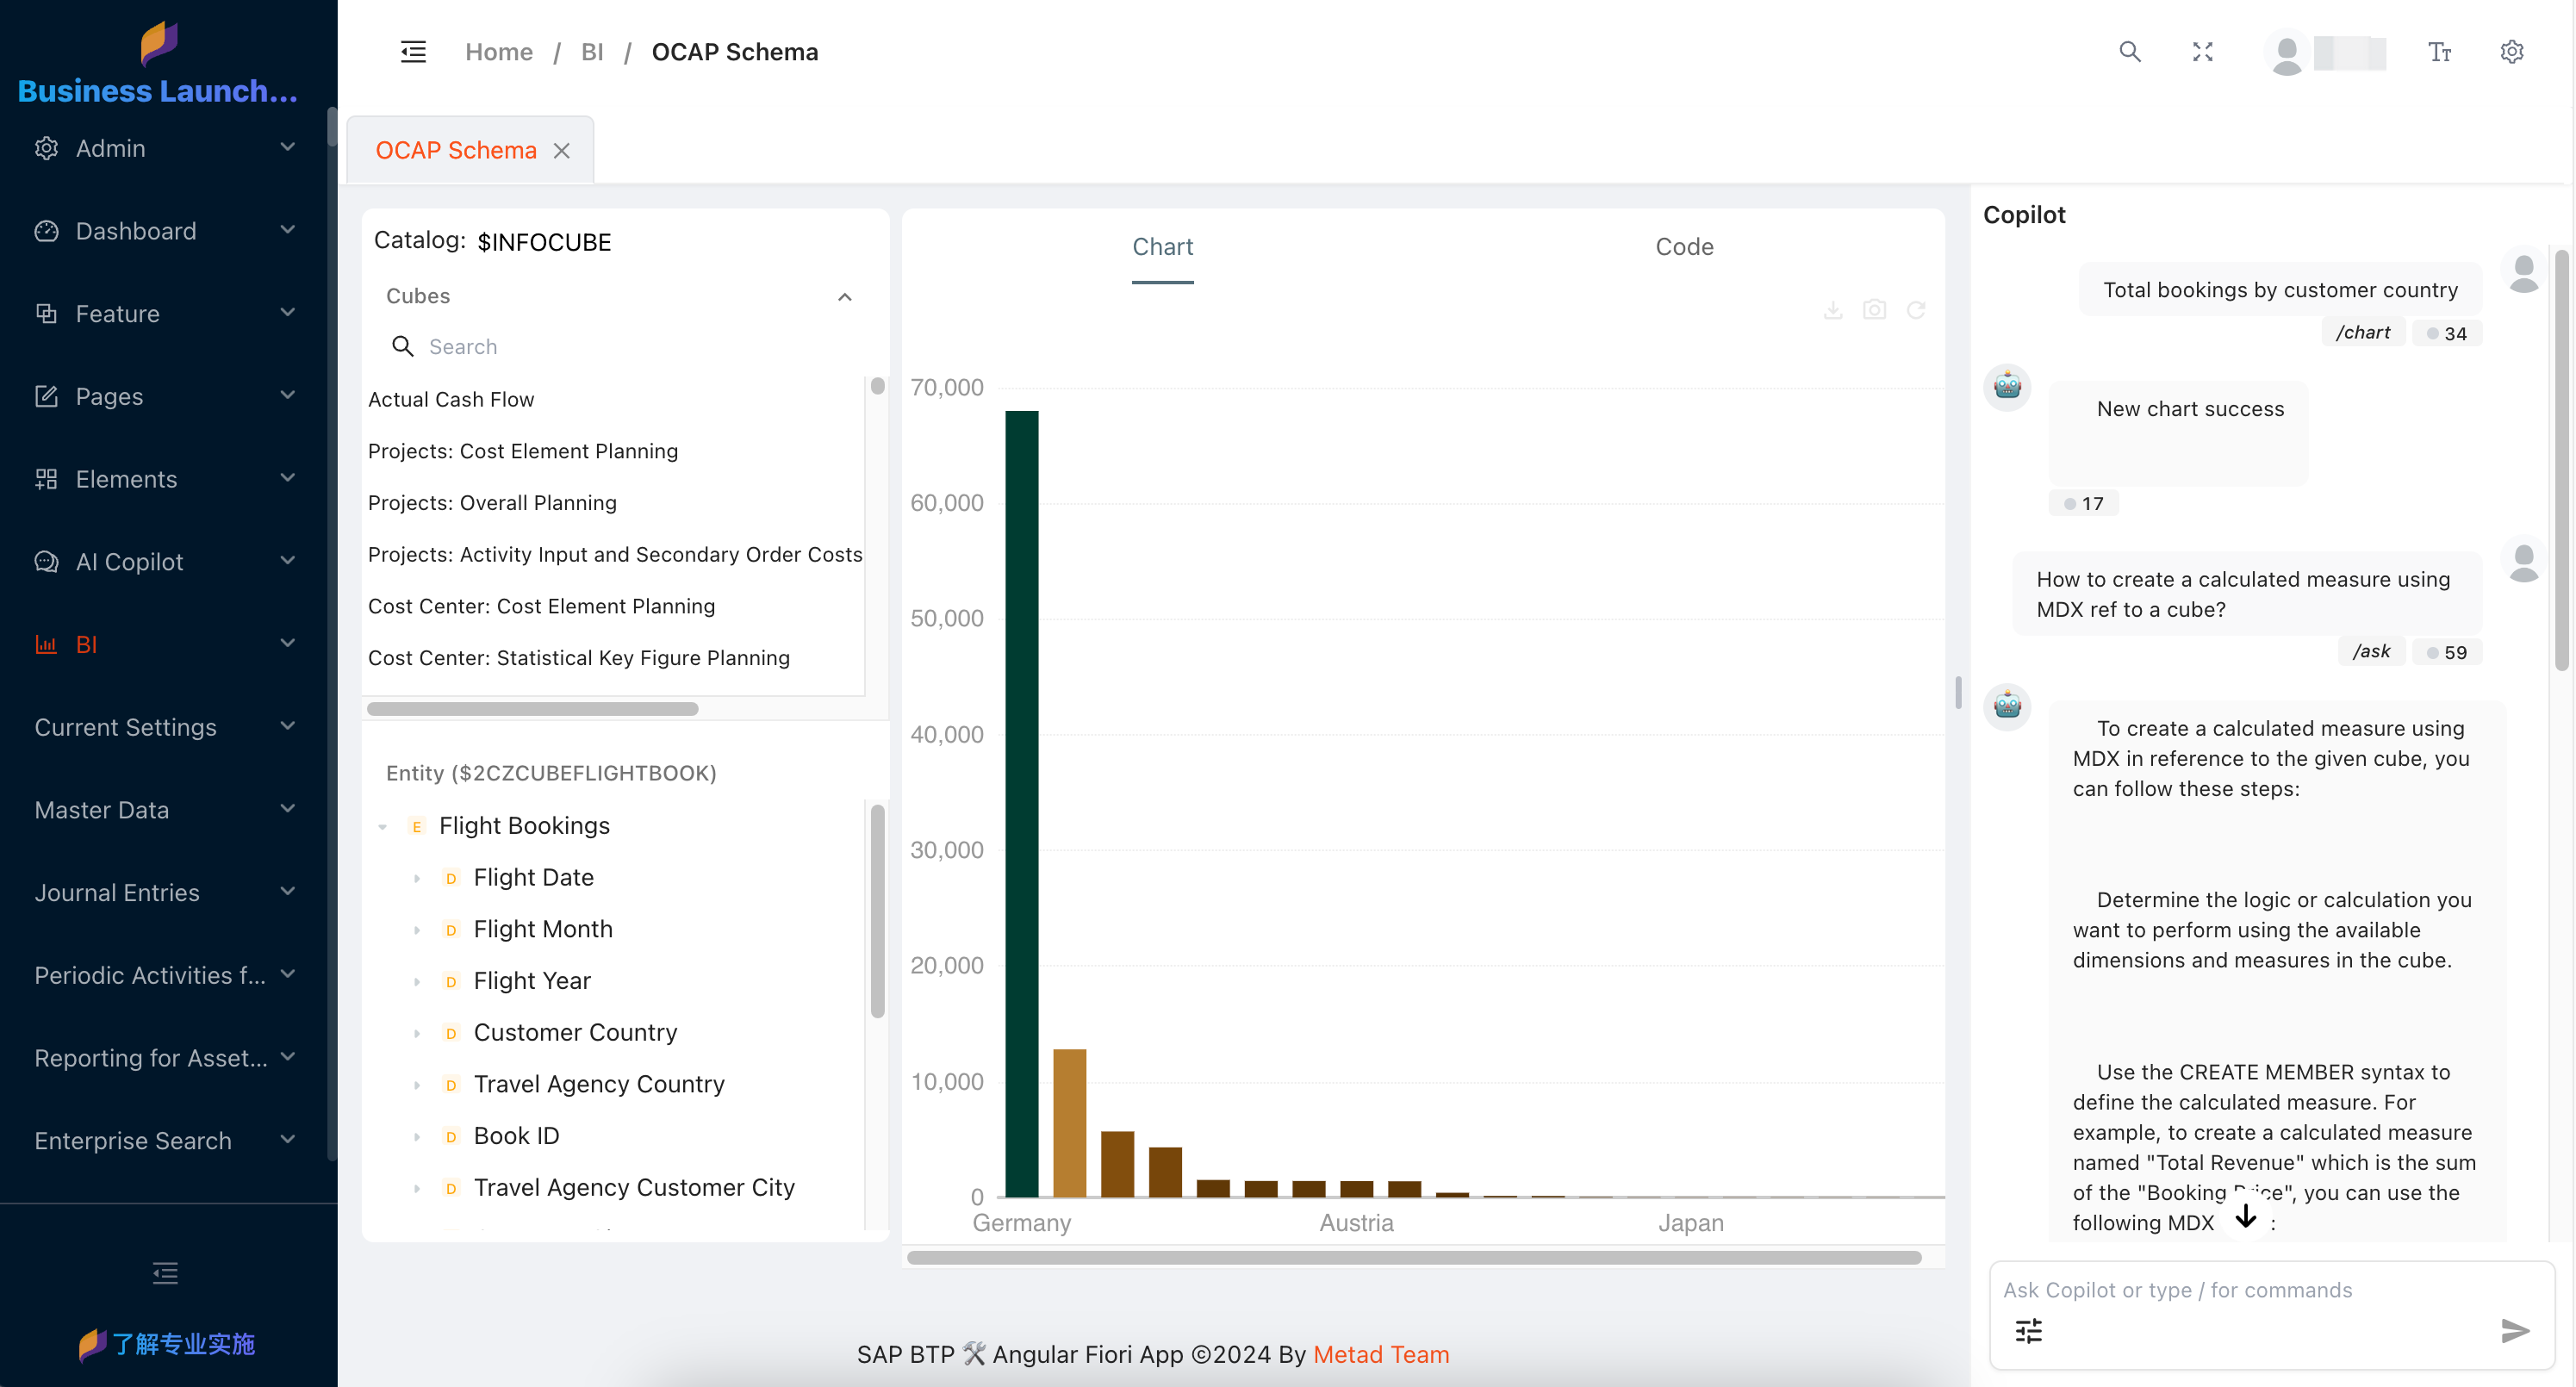 Business Launch...
Admin
Dashboard
Feature
Pages
Elements
AI Copilot
BI
Current Settings
Master Data
Journal Entries
Periodic Activities f...
Reporting for Asset...
Enterprise Search
了解专业实施
Home / BI / OCAP Schema
OCAP Schema
Catalog: $INFOCUBE
Cubes
Search
Actual Cash Flow
Projects: Cost Element Planning
Projects: Overall Planning
Projects: Activity Input and Secondary Order Costs
Cost Center: Cost Element Planning
Cost Center: Statistical Key Figure Planning
Entity ($2CZCUBEFLIGHTBOOK)
E Flight Bookings
D Flight Date
D Flight Month
D Flight Year
D Customer Country
D Travel Agency Country
D Book ID
D Travel Agency Customer City
Chart
Code
70,000
60,000
50,000
40,000
30,000
20,000
10,000
0
Germany
Austria
Japan
SAP BTP 🛠 Angular Fiori App ©2024 By Metad Team
Copilot
Total bookings by customer country
/chart
34
New chart success
17
How to create a calculated measure using
MDX ref to a cube?
/ask
59
To create a calculated measure using
MDX in reference to the given cube, you
can follow these steps:
Determine the logic or calculation you
want to perform using the available
dimensions and measures in the cube.
Use the CREATE MEMBER syntax to
define the calculated measure. For
example, to create a calculated measure
named "Total Revenue" which is the sum
of the "Booking Price", you can use the
following MDX :
Ask Copilot or type / for commands